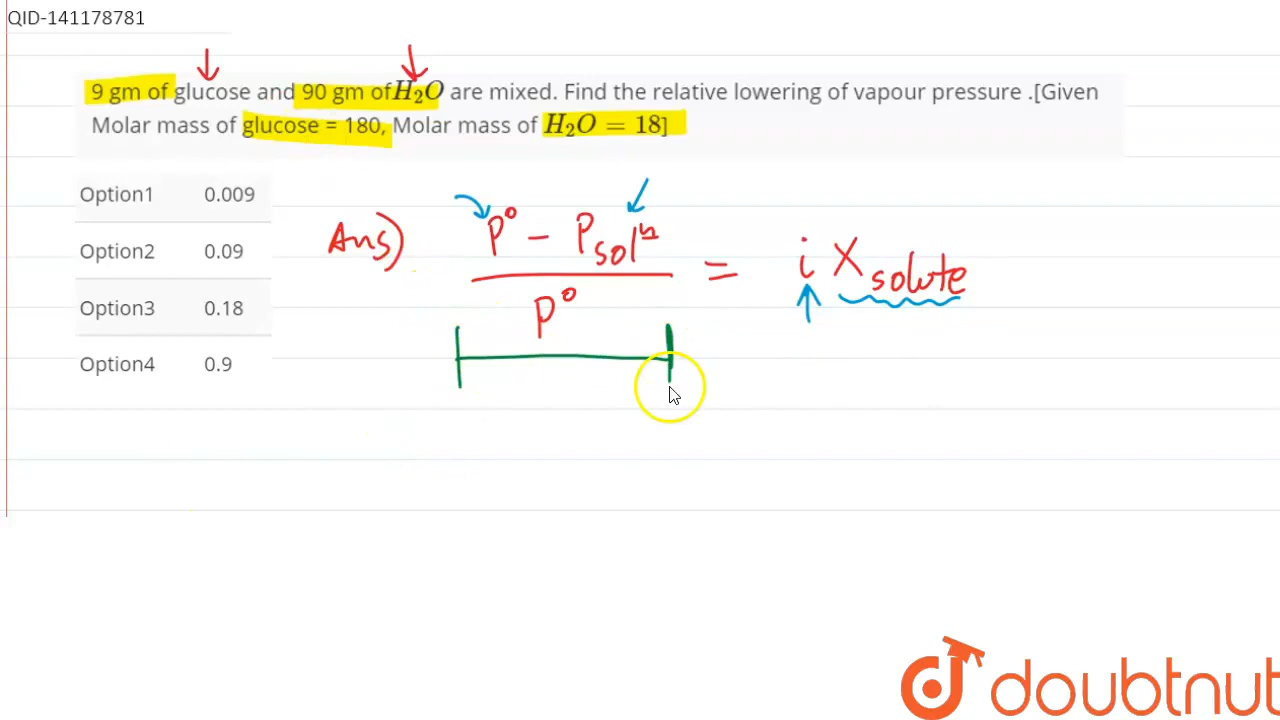 QID-141178781
9 gm of glucose and 90 gm of H₂O are mixed. Find the relative lowering of vapour pressure .[Given
Molar mass of glucose = 180, Molar mass of H₂O = 18]
Option1 0.009
Option2 0.09
Option3 0.18
Option4 0.9
Ans) (P° - Psolⁿ)/P° = i Xsolute
doubtnut